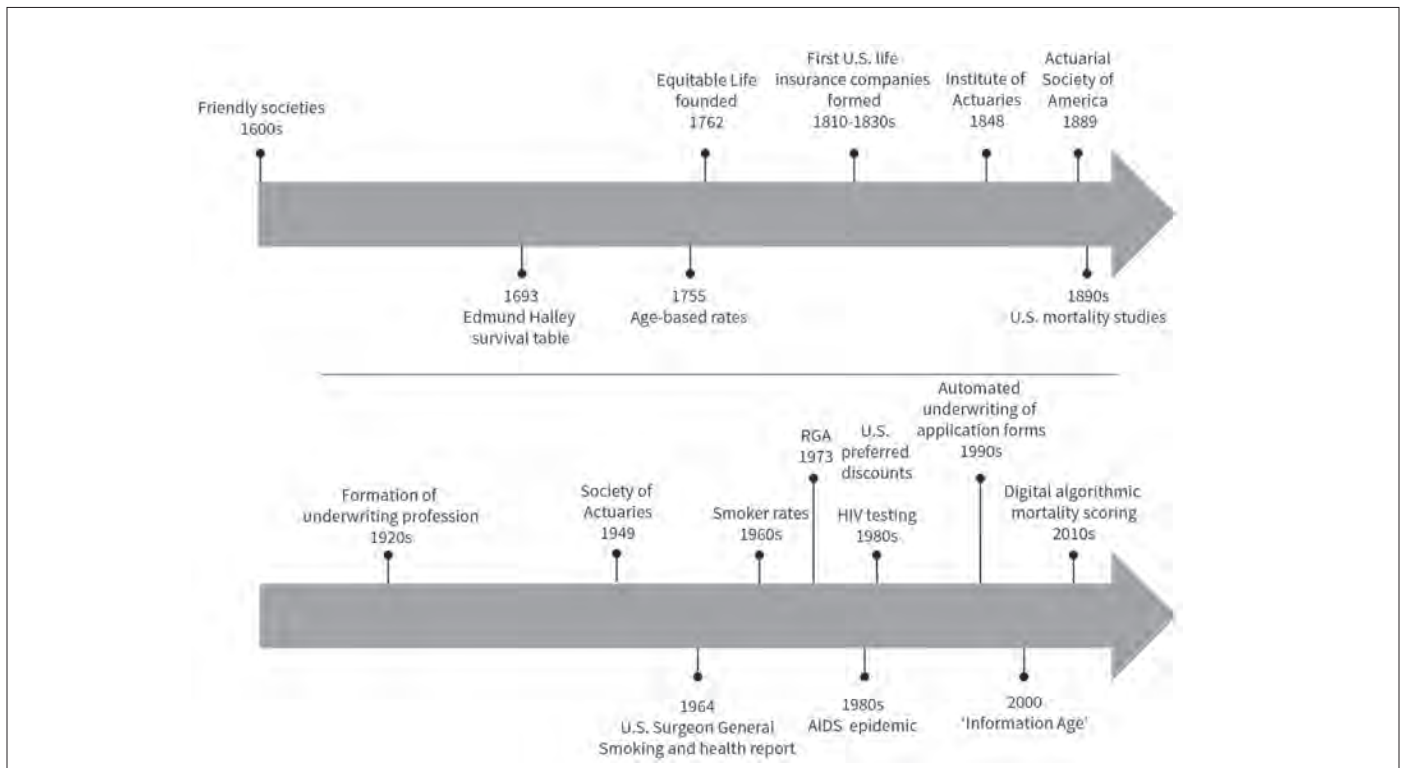 Friendly societies
1600s
Equitable Life
founded
1762
First U.S. life
insurance companies
formed
1810-1830s
Institute of
Actuaries
1848
Actuarial
Society of
America
1889
1693
Edmund Halley
survival table
1755
Age-based rates
1890s
U.S. mortality studies
Formation of
underwriting profession
1920s
Society of
Actuaries
1949
Smoker rates
1960s
RGA
1973
U.S.
preferred
discounts
HIV testing
1980s
Automated
underwriting of
application forms
1990s
Digital algorithmic
mortality scoring
2010s
1964
U.S. Surgeon General
Smoking and health report
1980s
AIDS epidemic
2000
'Information Age'